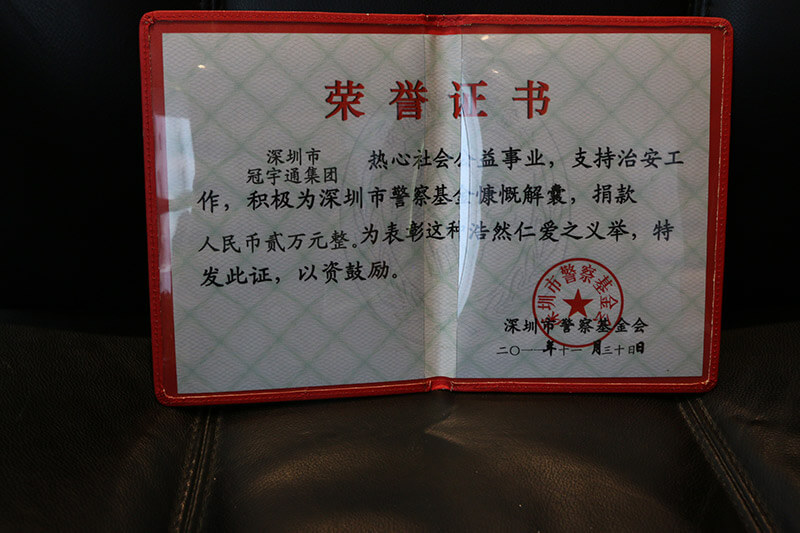 荣誉证书
深圳市
冠宇通集团
热心社会公益事业，支持治安工
作，积极为深圳市警察基金慷慨解囊，捐款
人民币贰万元整。为表彰这种浩然仁爱之义举，特
发此证，以资鼓励。
深圳市警察基金会
深圳市警察基金会
二〇一一年十一月三十日